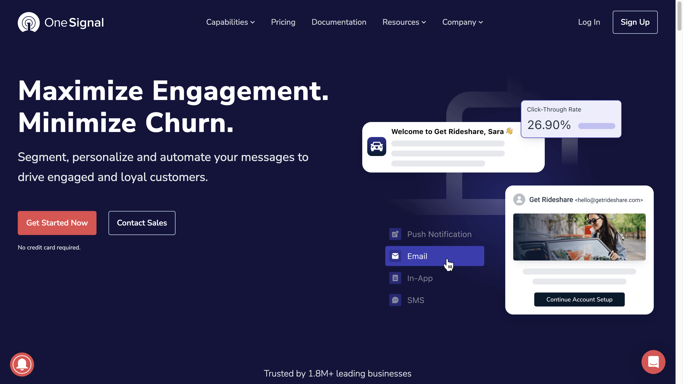 OneSignal
Capabilities
Pricing
Documentation
Resources
Company
Log In
Sign Up
Maximize Engagement.
Minimize Churn.
Segment, personalize and automate your messages to
drive engaged and loyal customers.
Get Started Now
Contact Sales
No credit card required.
Click-Through Rate
26.90%
Welcome to Get Rideshare, Sara 👋
Get Rideshare <hello@getrideshare.com>
Push Notification
Email
In-App
SMS
Continue Account Setup
Trusted by 1.8M+ leading businesses